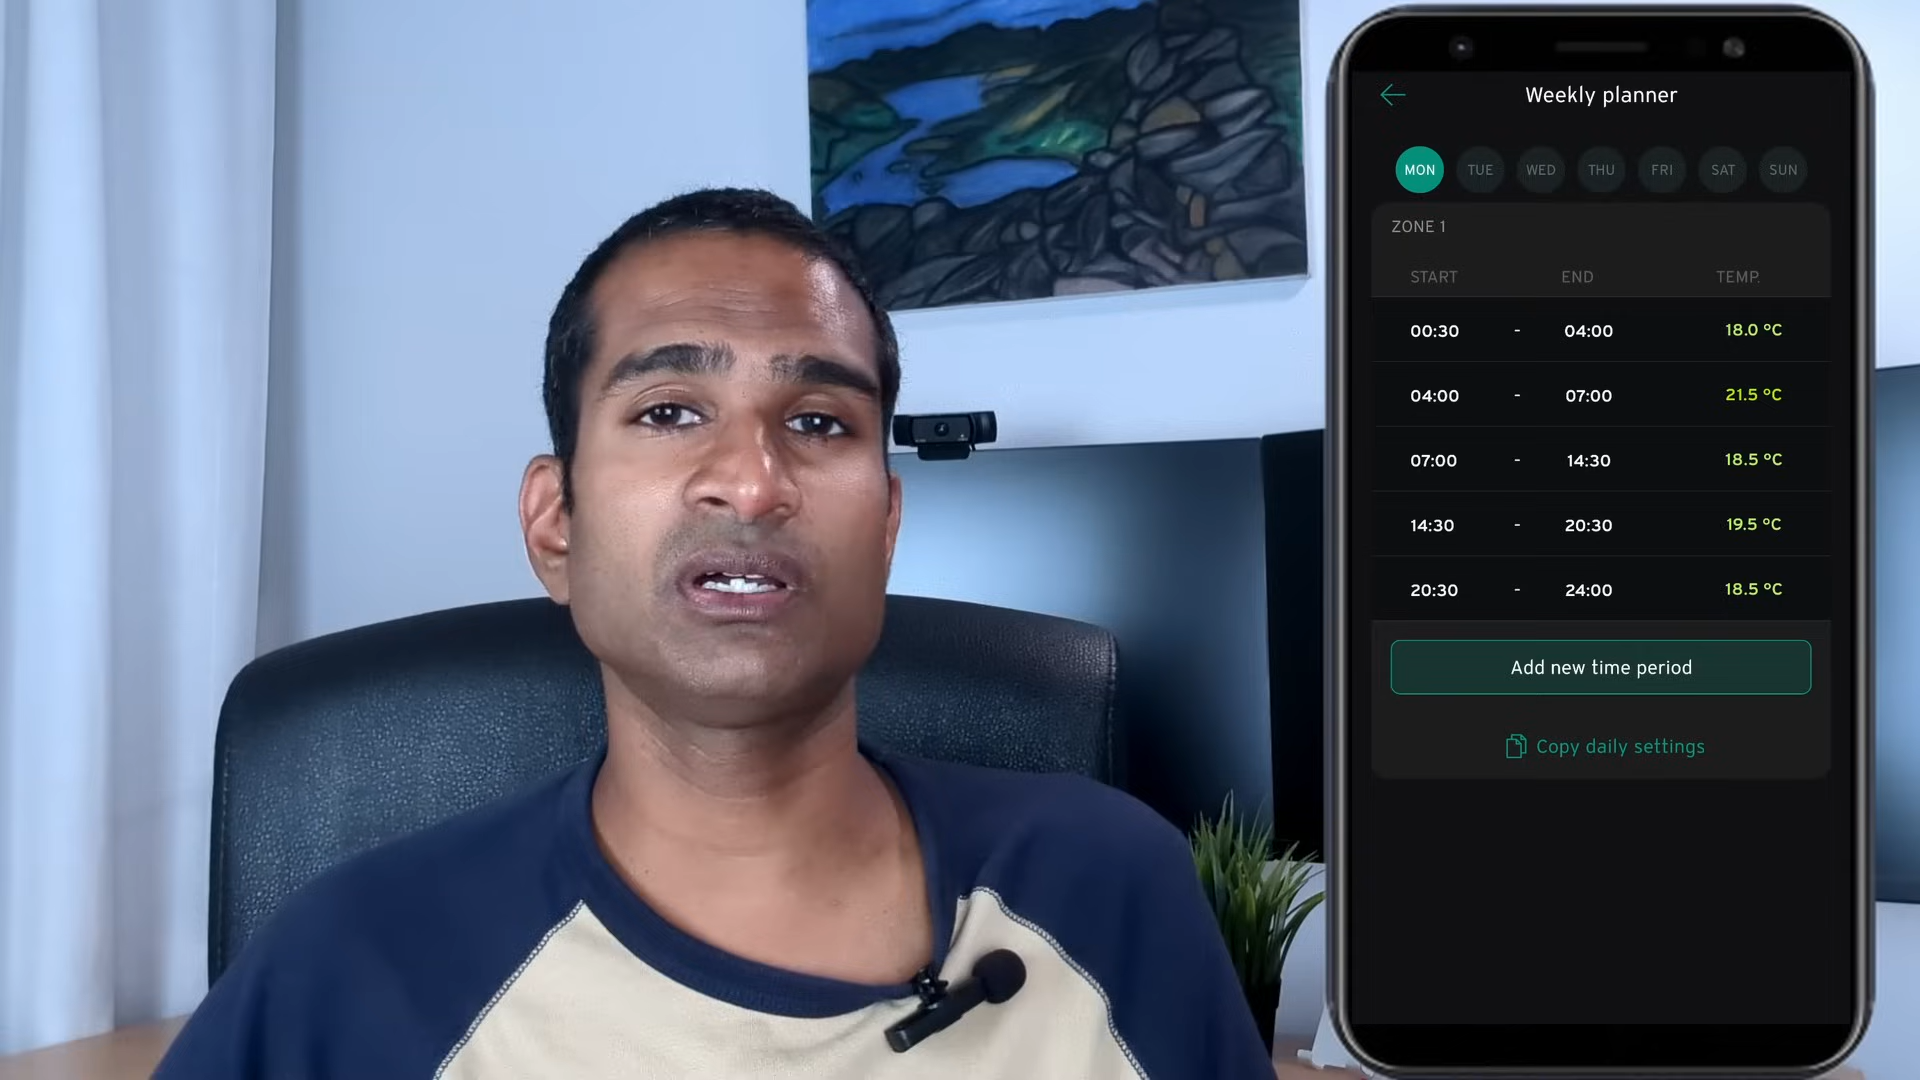 Weekly planner
MON TUE WED THU FRI SAT SUN
ZONE 1
START END TEMP.
00:30 - 04:00 18.0 °C
04:00 - 07:00 21.5 °C
07:00 - 14:30 18.5 °C
14:30 - 20:30 19.5 °C
20:30 - 24:00 18.5 °C
Add new time period
Copy daily settings